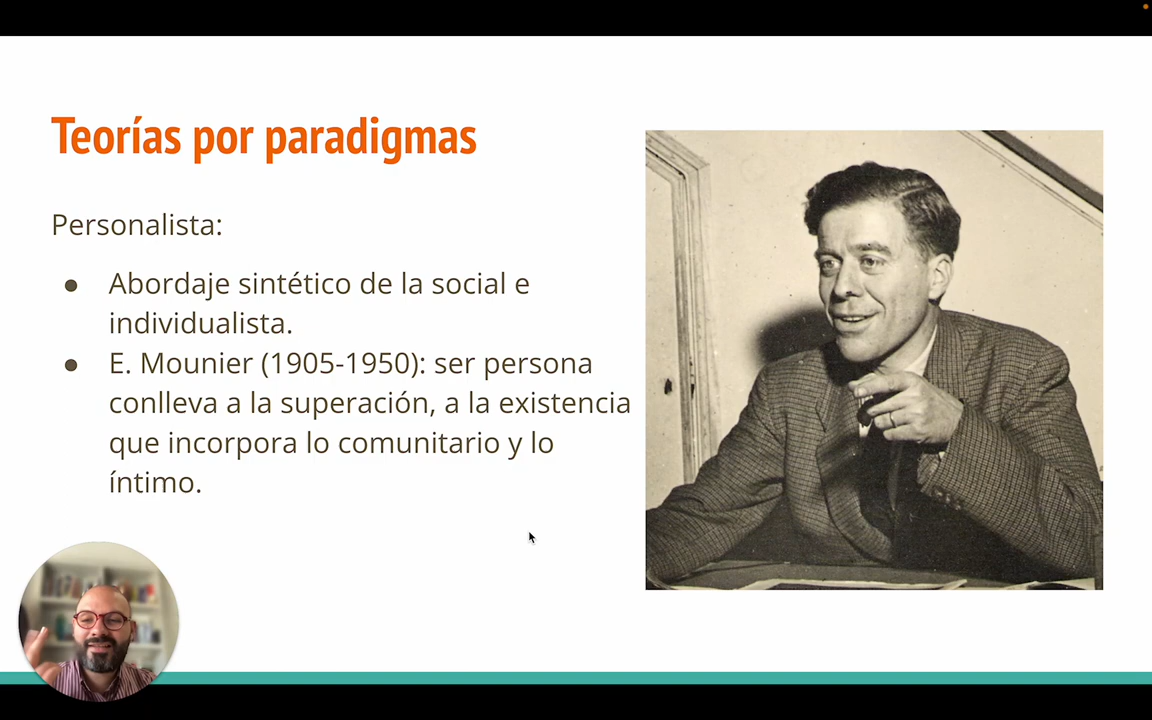 Teorías por paradigmas
Personalista:
● Abordaje sintético de la social e
individualista.
● E. Mounier (1905-1950): ser persona
conlleva a la superación, a la existencia
que incorpora lo comunitario y lo
íntimo.